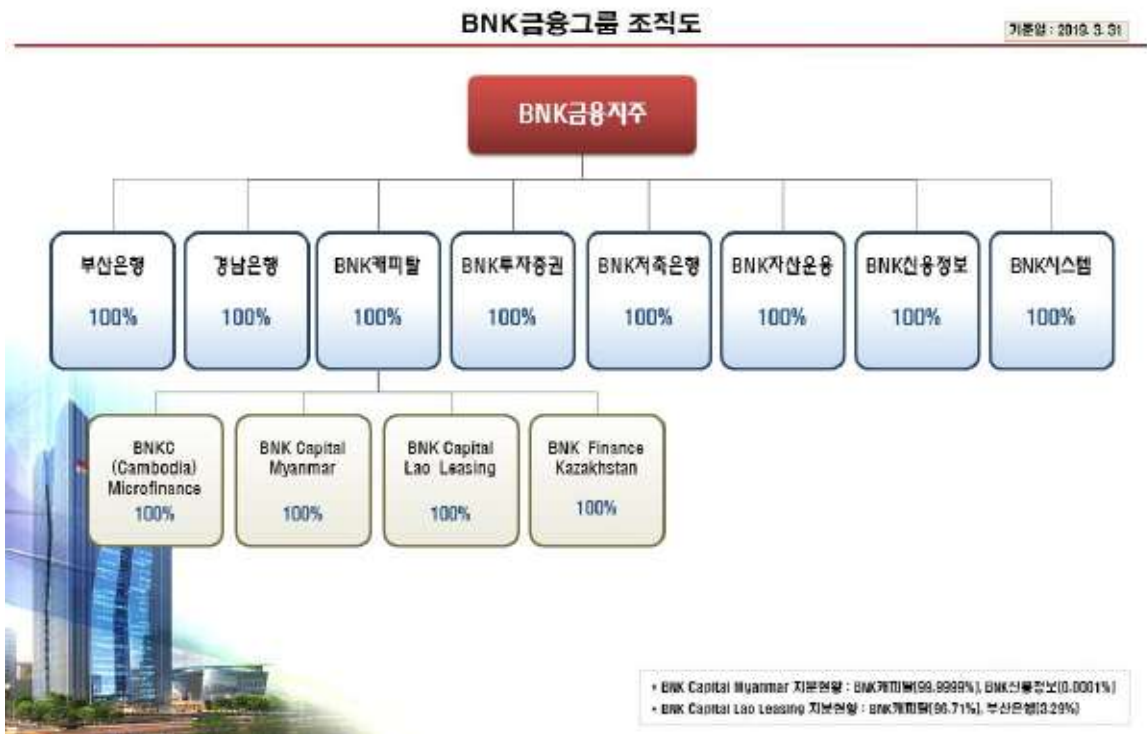 BNK금융그룹 조직도
기준일 : 2019. 3. 31
BNK금융지주
부산은행
100%
경남은행
100%
BNK캐피탈
100%
BNK투자증권
100%
BNK저축은행
100%
BNK자산운용
100%
BNK신용정보
100%
BNK시스템
100%
BNKC
(Cambodia)
Microfinance
100%
BNK Capital
Myanmar
100%
BNK Capital
Lao Leasing
100%
BNK Finance
Kazakhstan
100%
• BNK Capital Myanmar 지분현황 : BNK캐피탈(99.9999%), BNK신용정보(0.0001%)
• BNK Capital Lao Leasing 지분현황 : BNK캐피탈(96.71%), 부산은행(3.29%)